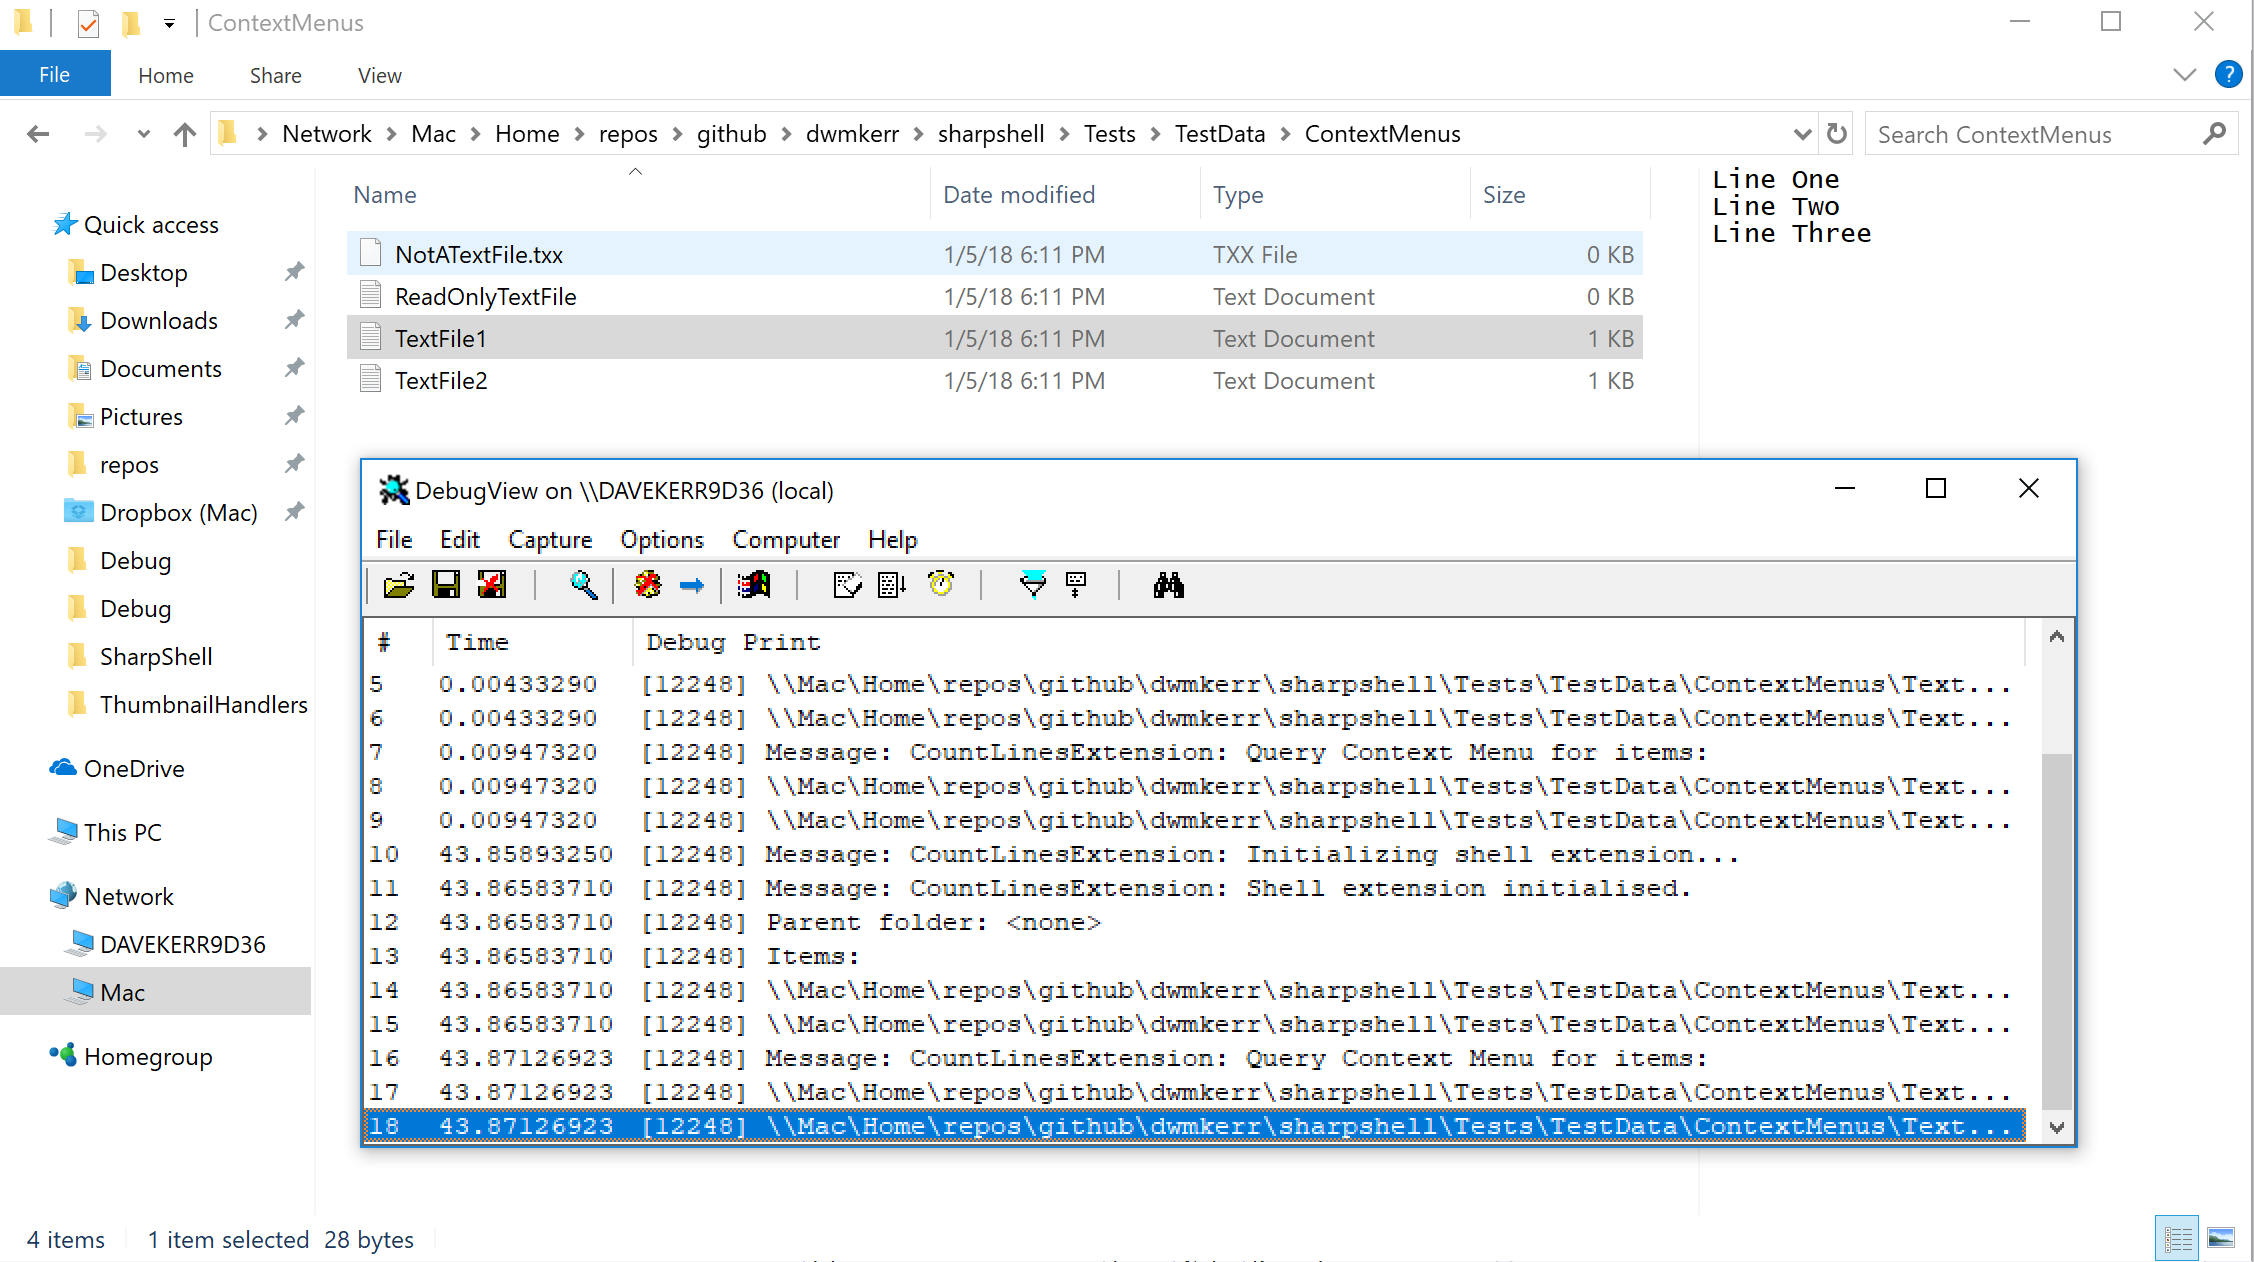 ContextMenus
File Home Share View
Network Mac Home repos github dwmkerr sharpshell Tests TestData ContextMenus Search ContextMenus
Quick access
Desktop
Downloads
Documents
Pictures
repos
Dropbox (Mac)
Debug
Debug
SharpShell
ThumbnailHandlers
OneDrive
This PC
Network
DAVEKERR9D36
Mac
Homegroup
Name Date modified Type Size
NotATextFile.txx 1/5/18 6:11 PM TXX File 0 KB
ReadOnlyTextFile 1/5/18 6:11 PM Text Document 0 KB
TextFile1 1/5/18 6:11 PM Text Document 1 KB
TextFile2 1/5/18 6:11 PM Text Document 1 KB
Line One
Line Two
Line Three
DebugView on \\DAVEKERR9D36 (local)
File Edit Capture Options Computer Help
# Time Debug Print
5 0.00433290 [12248] \\Mac\Home\repos\github\dwmkerr\sharpshell\Tests\TestData\ContextMenus\Text...
6 0.00433290 [12248] \\Mac\Home\repos\github\dwmkerr\sharpshell\Tests\TestData\ContextMenus\Text...
7 0.00947320 [12248] Message: CountLinesExtension: Query Context Menu for items:
8 0.00947320 [12248] \\Mac\Home\repos\github\dwmkerr\sharpshell\Tests\TestData\ContextMenus\Text...
9 0.00947320 [12248] \\Mac\Home\repos\github\dwmkerr\sharpshell\Tests\TestData\ContextMenus\Text...
10 43.85893250 [12248] Message: CountLinesExtension: Initializing shell extension...
11 43.86583710 [12248] Message: CountLinesExtension: Shell extension initialised.
12 43.86583710 [12248] Parent folder: <none>
13 43.86583710 [12248] Items:
14 43.86583710 [12248] \\Mac\Home\repos\github\dwmkerr\sharpshell\Tests\TestData\ContextMenus\Text...
15 43.86583710 [12248] \\Mac\Home\repos\github\dwmkerr\sharpshell\Tests\TestData\ContextMenus\Text...
16 43.87126923 [12248] Message: CountLinesExtension: Query Context Menu for items:
17 43.87126923 [12248] \\Mac\Home\repos\github\dwmkerr\sharpshell\Tests\TestData\ContextMenus\Text...
18 43.87126923 [12248] \\Mac\Home\repos\github\dwmkerr\sharpshell\Tests\TestData\ContextMenus\Text...
4 items 1 item selected 28 bytes